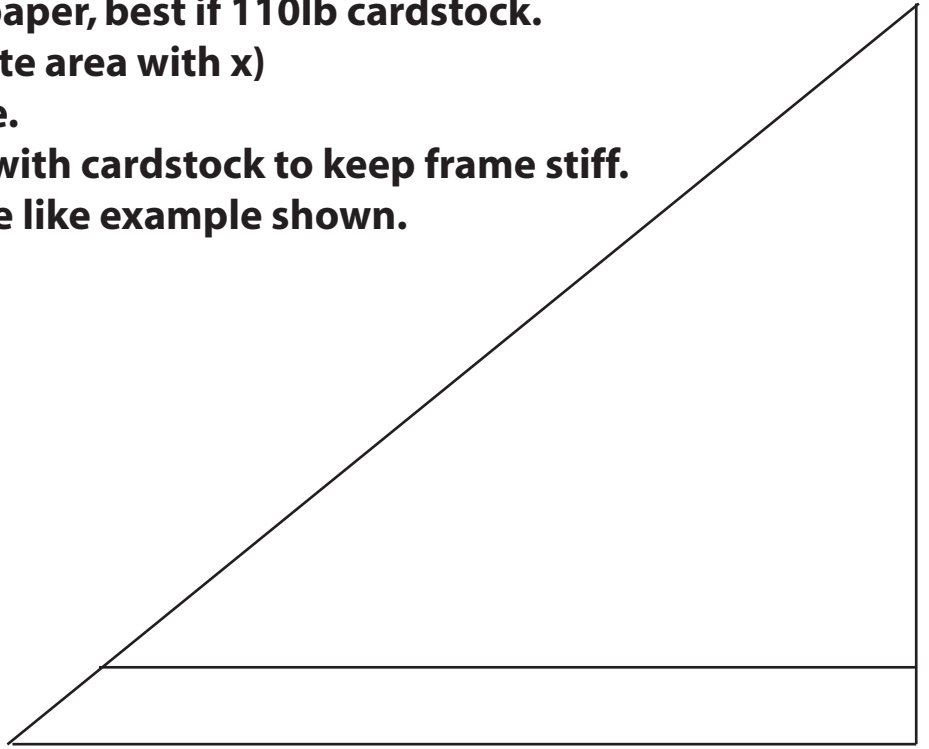 paper, best if 110lb cardstock.
te area with x)
e.
with cardstock to keep frame stiff.
e like example shown.